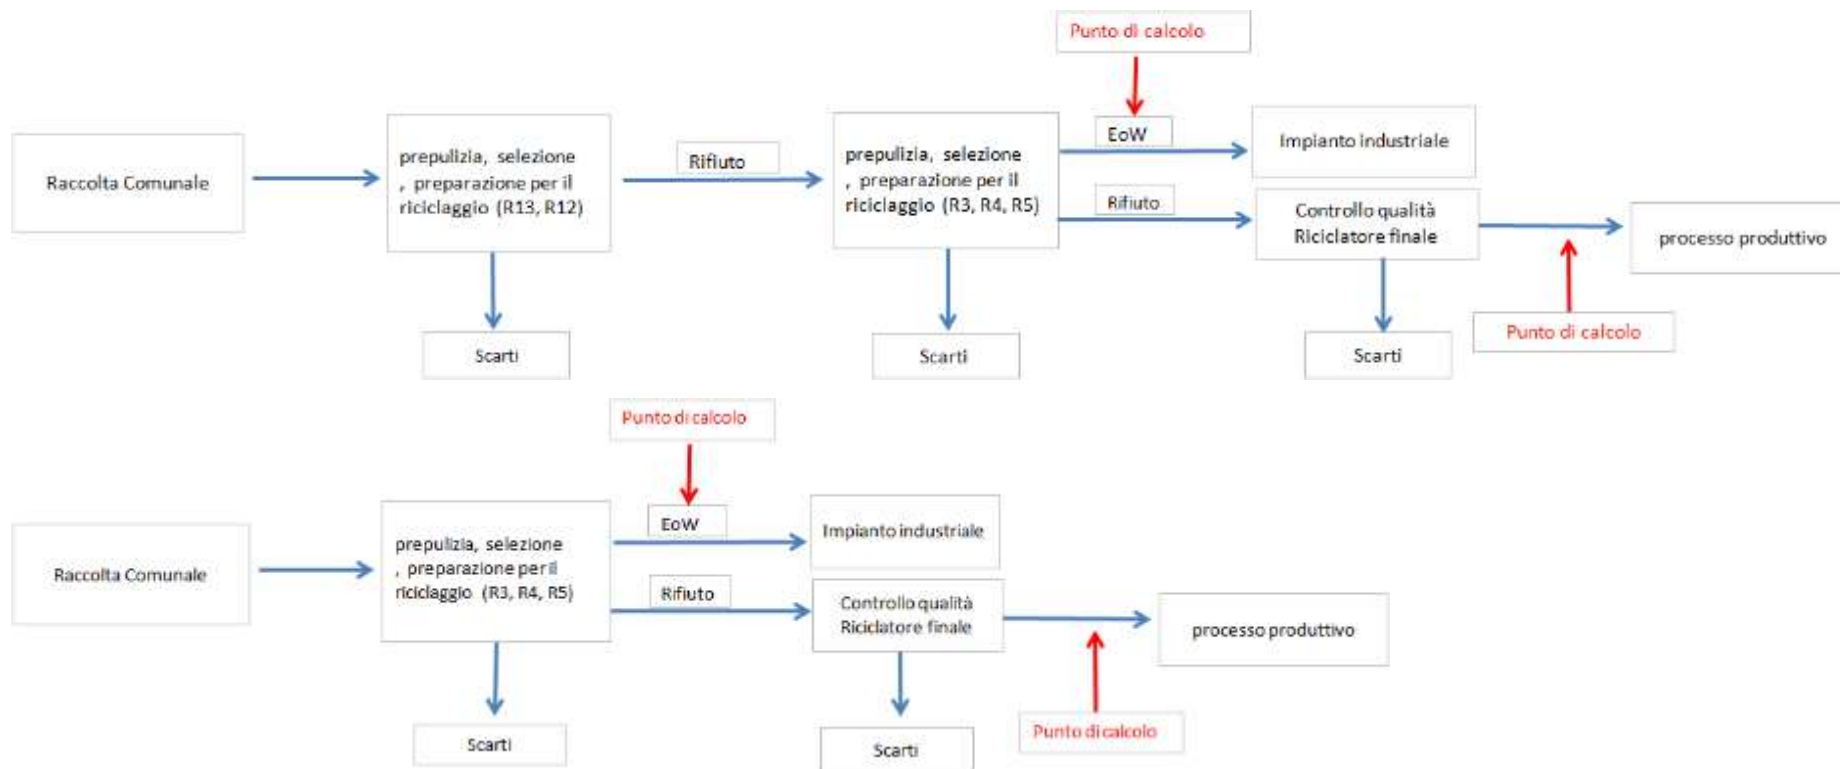 Punto di calcolo
Raccolta Comunale
prepulizia, selezione
, preparazione per il
riciclaggio (R13, R12)
Rifiuto
prepulizia, selezione
, preparazione per il
riciclaggio (R3, R4, R5)
EoW
Impianto industriale
Rifiuto
Controllo qualità
Riciclatore finale
processo produttivo
Scarti
Scarti
Scarti
Punto di calcolo
Punto di calcolo
Raccolta Comunale
prepulizia, selezione
, preparazione per il
riciclaggio (R3, R4, R5)
EoW
Impianto industriale
Rifiuto
Controllo qualità
Riciclatore finale
processo produttivo
Scarti
Scarti
Punto di calcolo